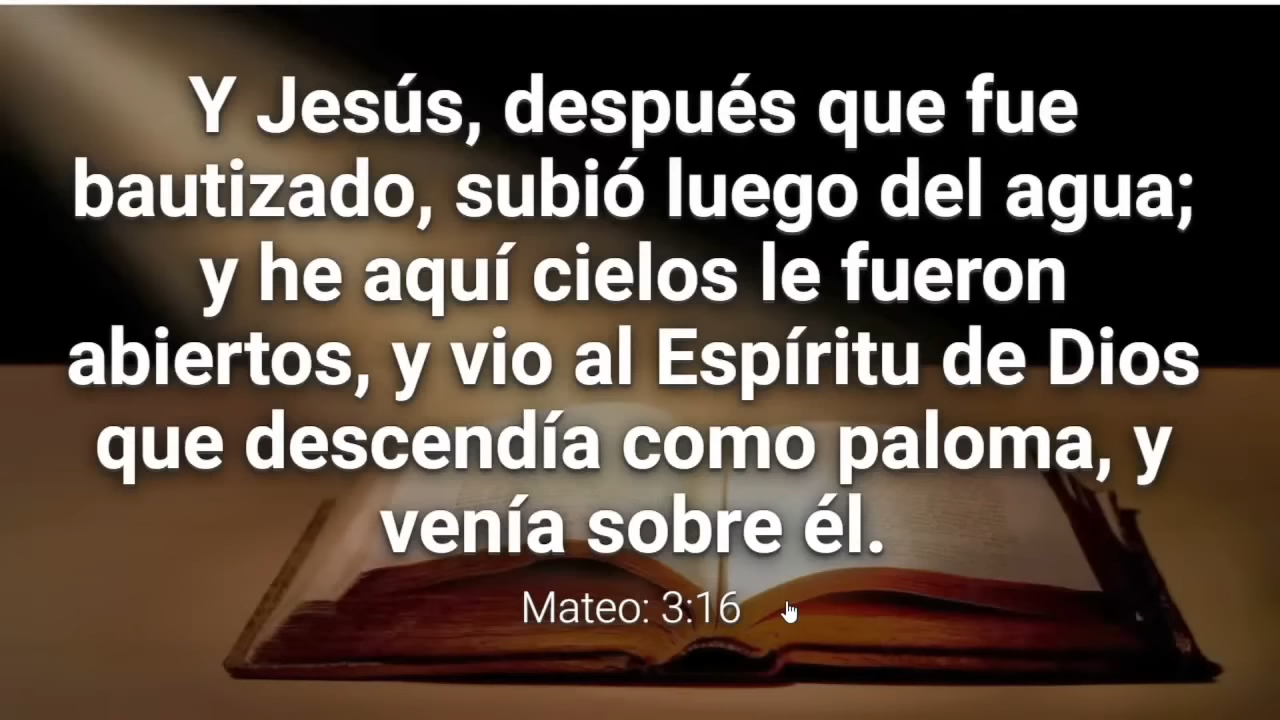 Y Jesús, después que fue
bautizado, subió luego del agua;
y he aquí cielos le fueron
abiertos, y vio al Espíritu de Dios
que descendía como paloma, y
venía sobre él.
Mateo: 3:16